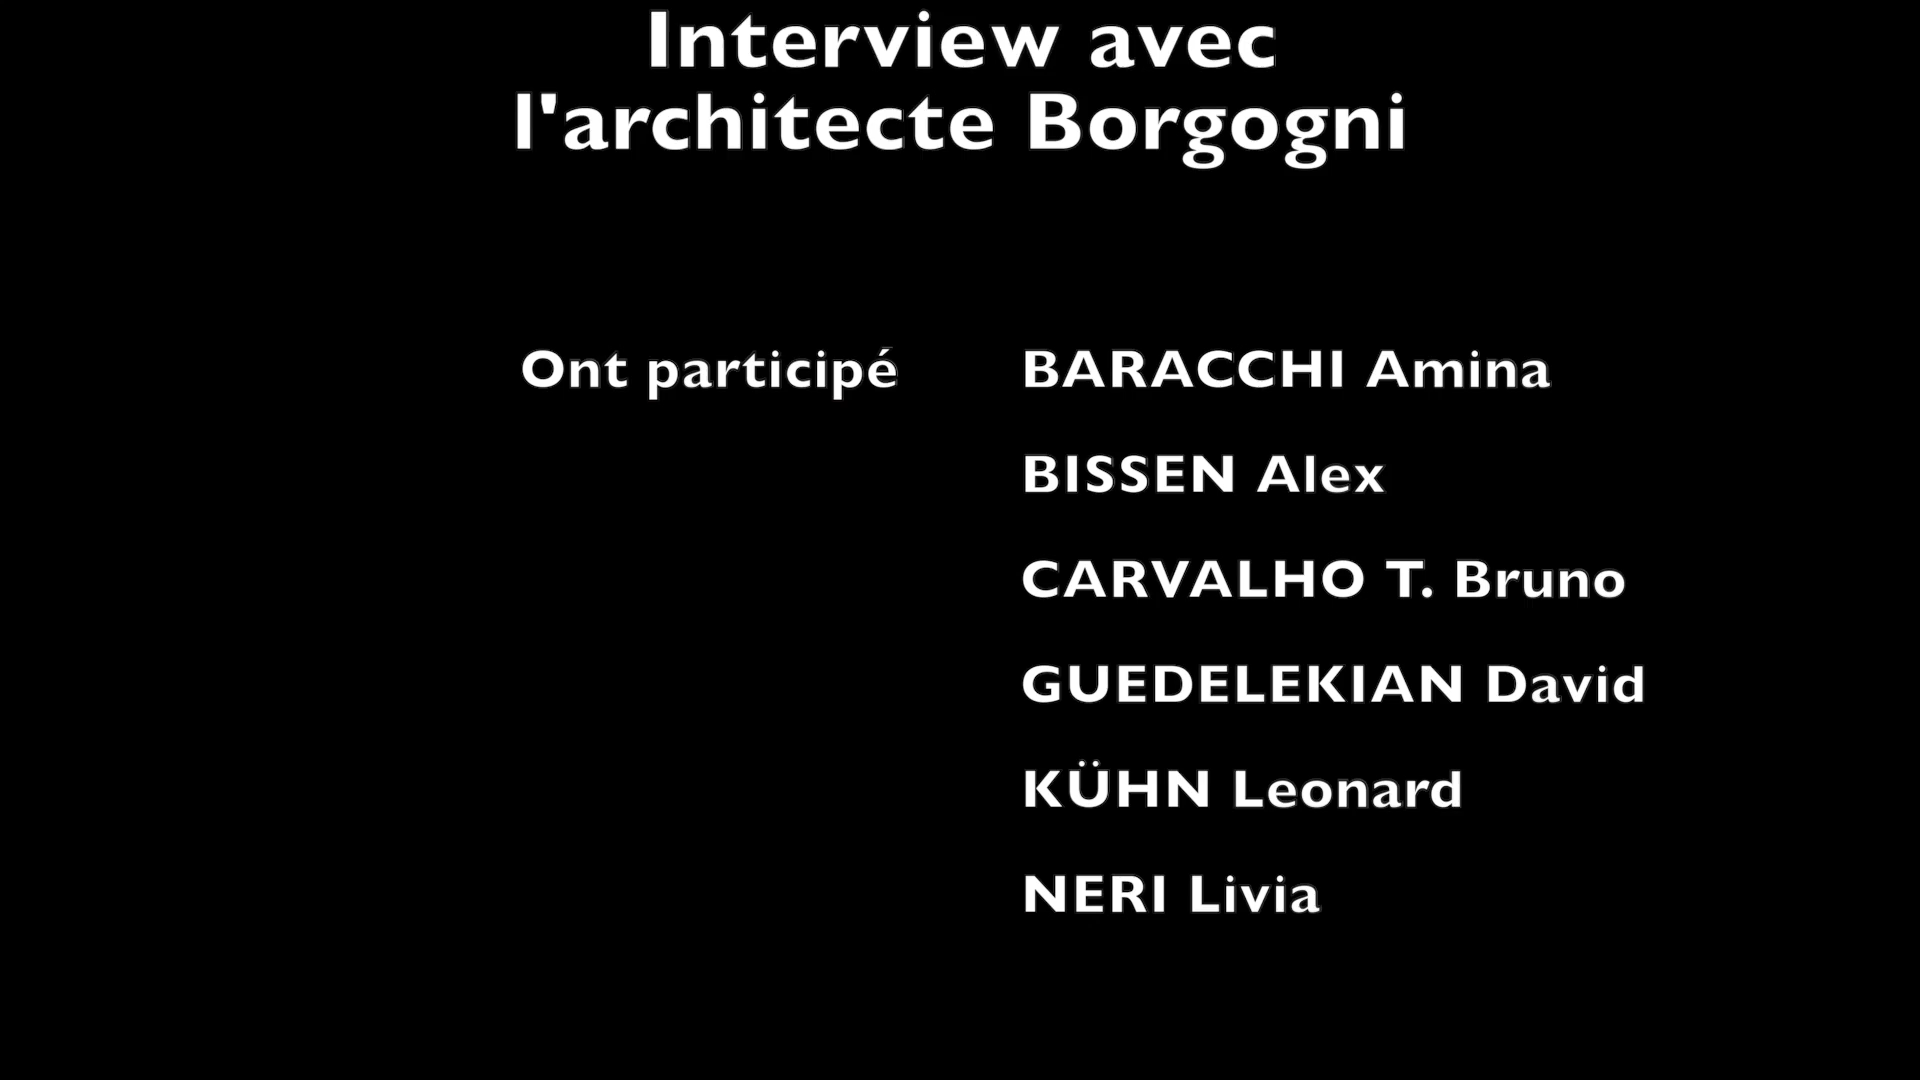 Interview avec
l'architecte Borgogni
Ont participé BARACCHI Amina
BISSEN Alex
CARVALHO T. Bruno
GUEDELEKIAN David
KÜHN Leonard
NERI Livia